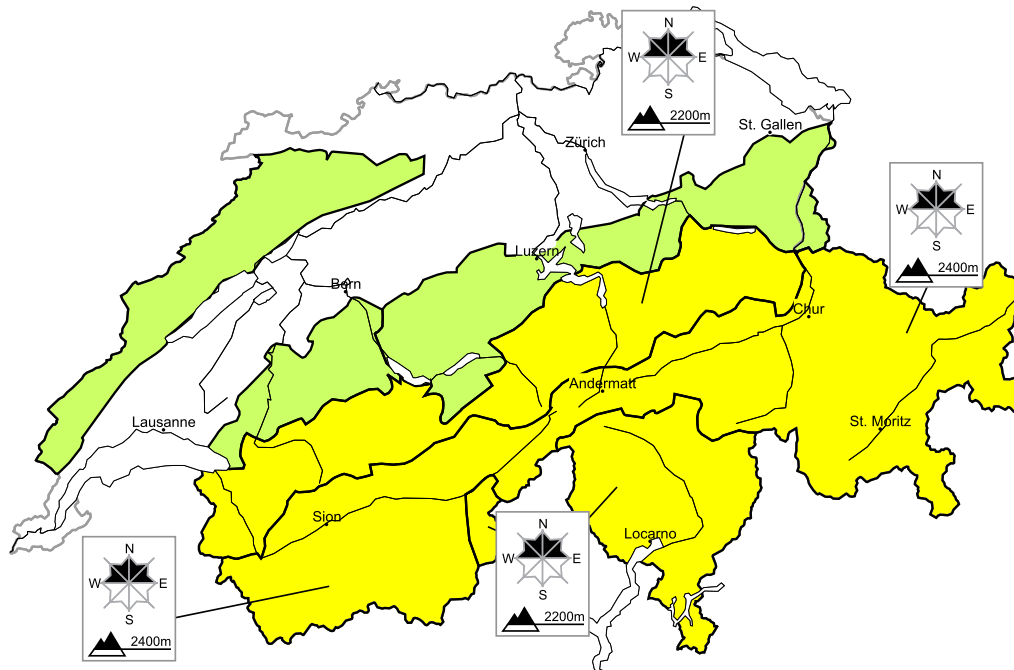 N
W E
S
2200m
St. Gallen
Zürich
N
W E
S
2400m
Luzern
Bern
Chur
Andermatt
Lausanne
St. Moritz
Sion
Locarno
N
W E
S
2200m
N
W E
S
2400m